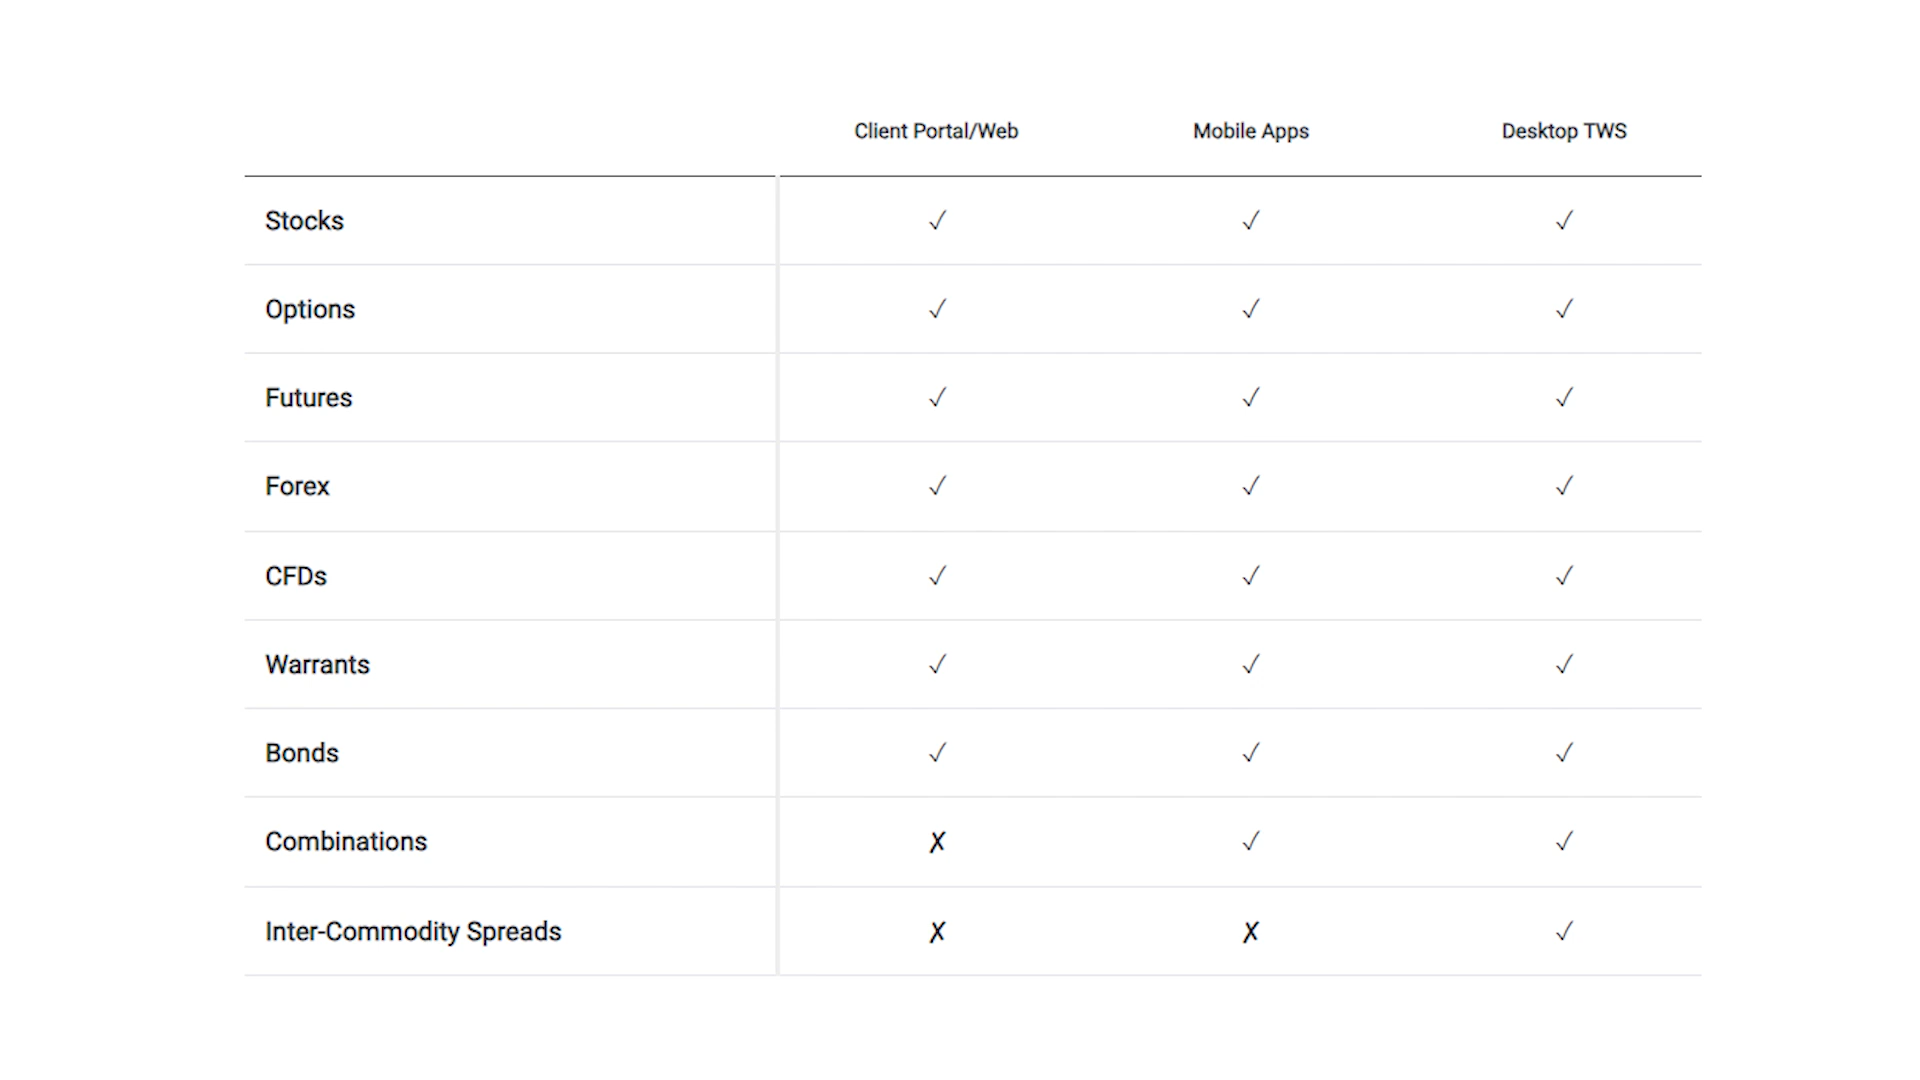 Client Portal/Web Mobile Apps Desktop TWS
Stocks ✓ ✓ ✓
Options ✓ ✓ ✓
Futures ✓ ✓ ✓
Forex ✓ ✓ ✓
CFDs ✓ ✓ ✓
Warrants ✓ ✓ ✓
Bonds ✓ ✓ ✓
Combinations ✗ ✓ ✓
Inter-Commodity Spreads ✗ ✗ ✓